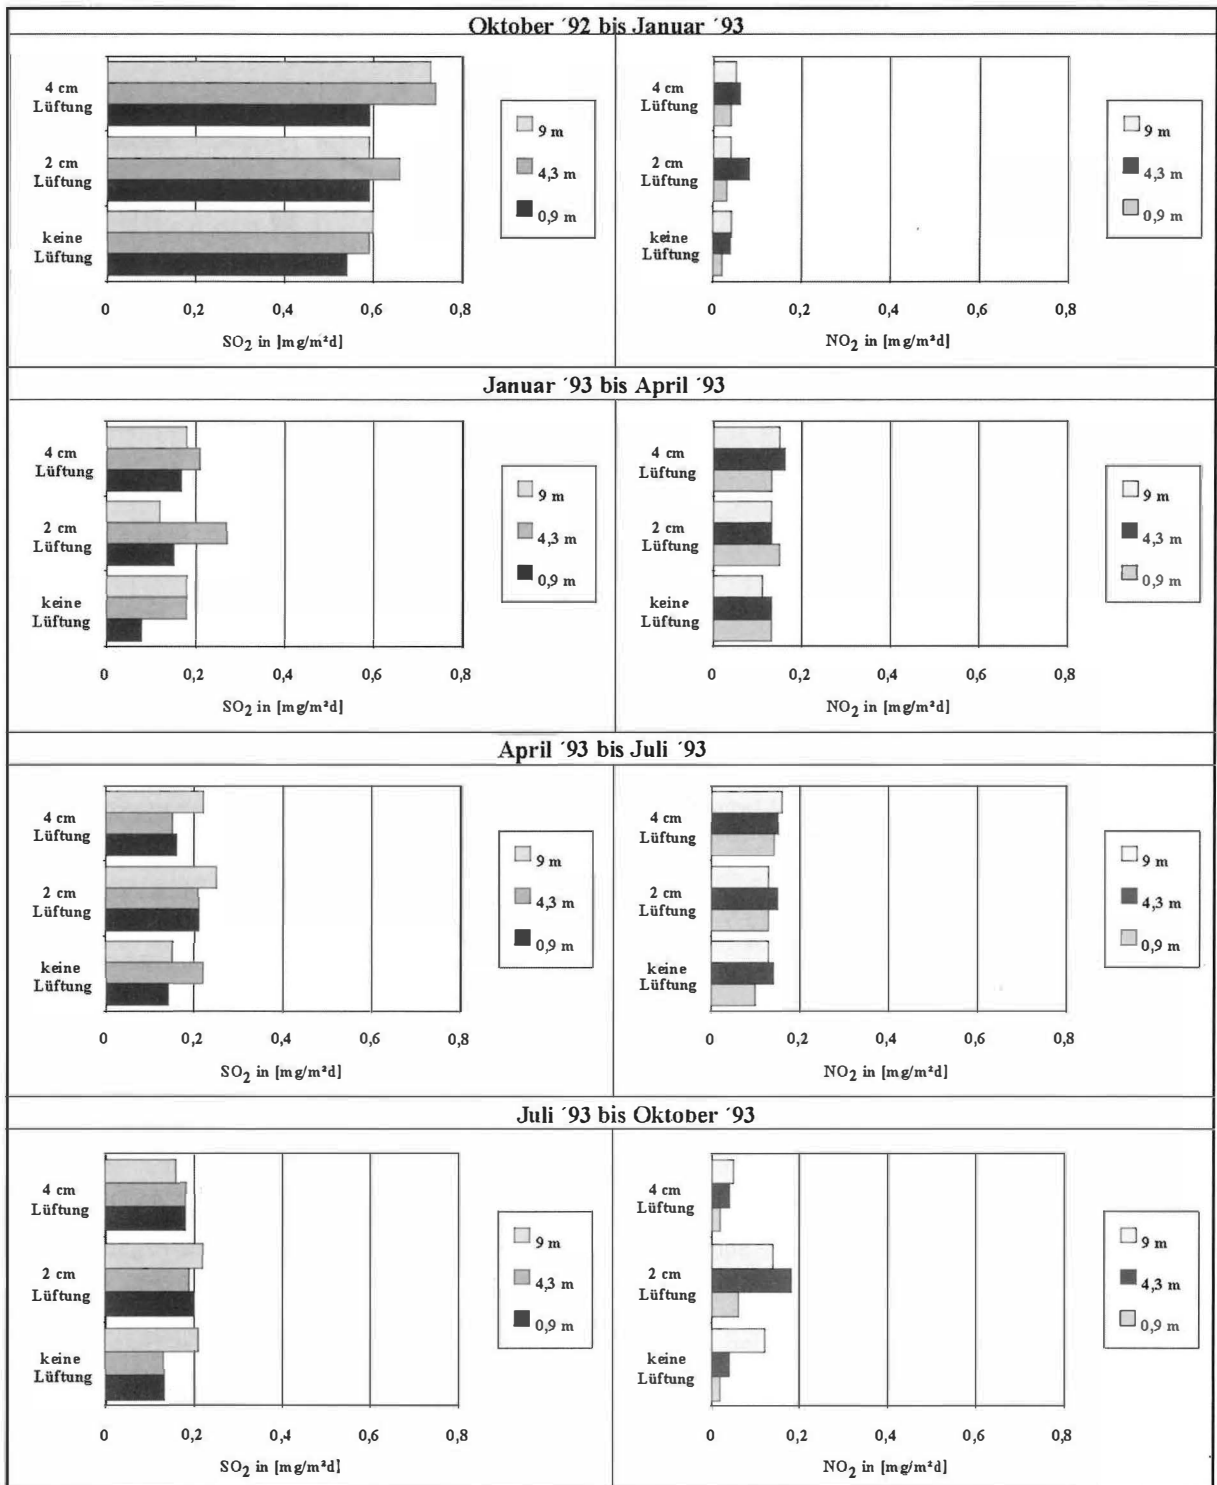 Oktober ´92 bis Januar ´93
4 cm
Lüftung
2 cm
Lüftung
keine
Lüftung
0 0,2 0,4 0,6 0,8
SO2 in [mg/m²d]
9 m
4,3 m
0,9 m
4 cm
Lüftung
2 cm
Lüftung
keine
Lüftung
0 0,2 0,4 0,6 0,8
NO2 in [mg/m²d]
9 m
4,3 m
0,9 m
Januar ´93 bis April ´93
4 cm
Lüftung
2 cm
Lüftung
keine
Lüftung
0 0,2 0,4 0,6 0,8
SO2 in [mg/m²d]
9 m
4,3 m
0,9 m
4 cm
Lüftung
2 cm
Lüftung
keine
Lüftung
0 0,2 0,4 0,6 0,8
NO2 in [mg/m²d]
9 m
4,3 m
0,9 m
April ´93 bis Juli ´93
4 cm
Lüftung
2 cm
Lüftung
keine
Lüftung
0 0,2 0,4 0,6 0,8
SO2 in [mg/m²d]
9 m
4,3 m
0,9 m
4 cm
Lüftung
2 cm
Lüftung
keine
Lüftung
0 0,2 0,4 0,6 0,8
NO2 in [mg/m²d]
9 m
4,3 m
0,9 m
Juli ´93 bis Oktober ´93
4 cm
Lüftung
2 cm
Lüftung
keine
Lüftung
0 0,2 0,4 0,6 0,8
SO2 in [mg/m²d]
9 m
4,3 m
0,9 m
4 cm
Lüftung
2 cm
Lüftung
keine
Lüftung
0 0,2 0,4 0,6 0,8
NO2 in [mg/m²d]
9 m
4,3 m
0,9 m